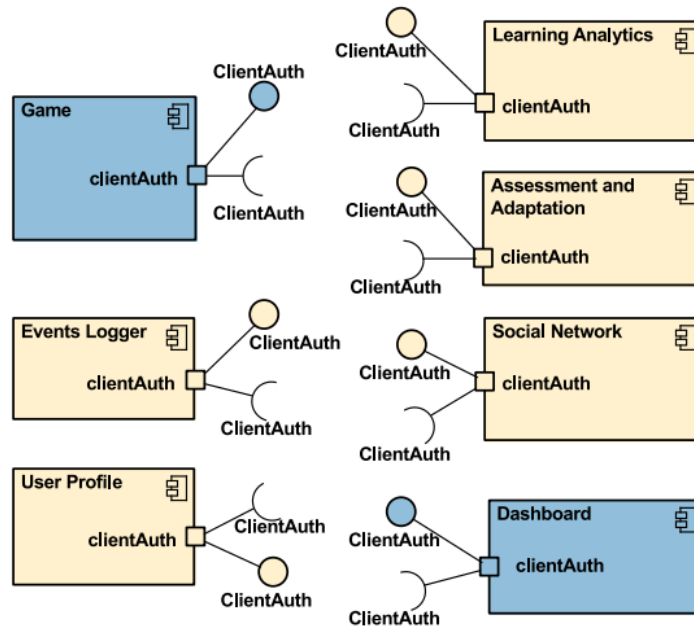 ClientAuth
Game
clientAuth
ClientAuth
ClientAuth
Learning Analytics
clientAuth
ClientAuth
Assessment and
Adaptation
ClientAuth
clientAuth
ClientAuth
Events Logger
ClientAuth
clientAuth
ClientAuth
Social Network
ClientAuth
clientAuth
ClientAuth
User Profile
ClientAuth
clientAuth
ClientAuth
Dashboard
ClientAuth
clientAuth
ClientAuth